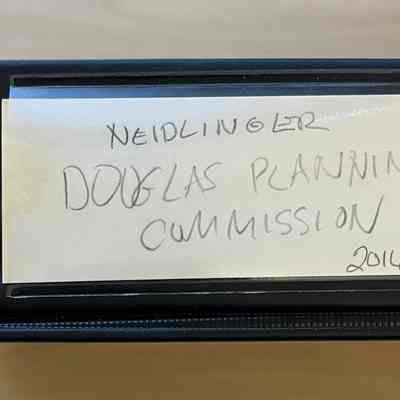 NEIDLINGER
DOUGLAS PLANNIN
COMMISSION
2014